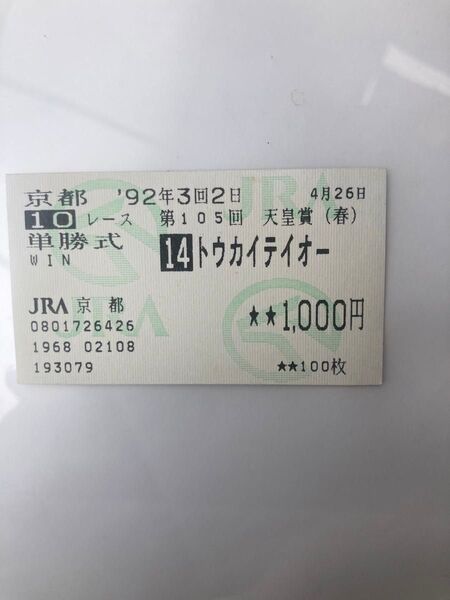 京都 '92年3回2日 4月26日
10 レース 第105回 天皇賞(春)
単勝式
WIN
14 トウカイテイオー
JRA 京都
★★1,000円
0801726426
1968 02108
193079
★★100枚
JRA
JRA